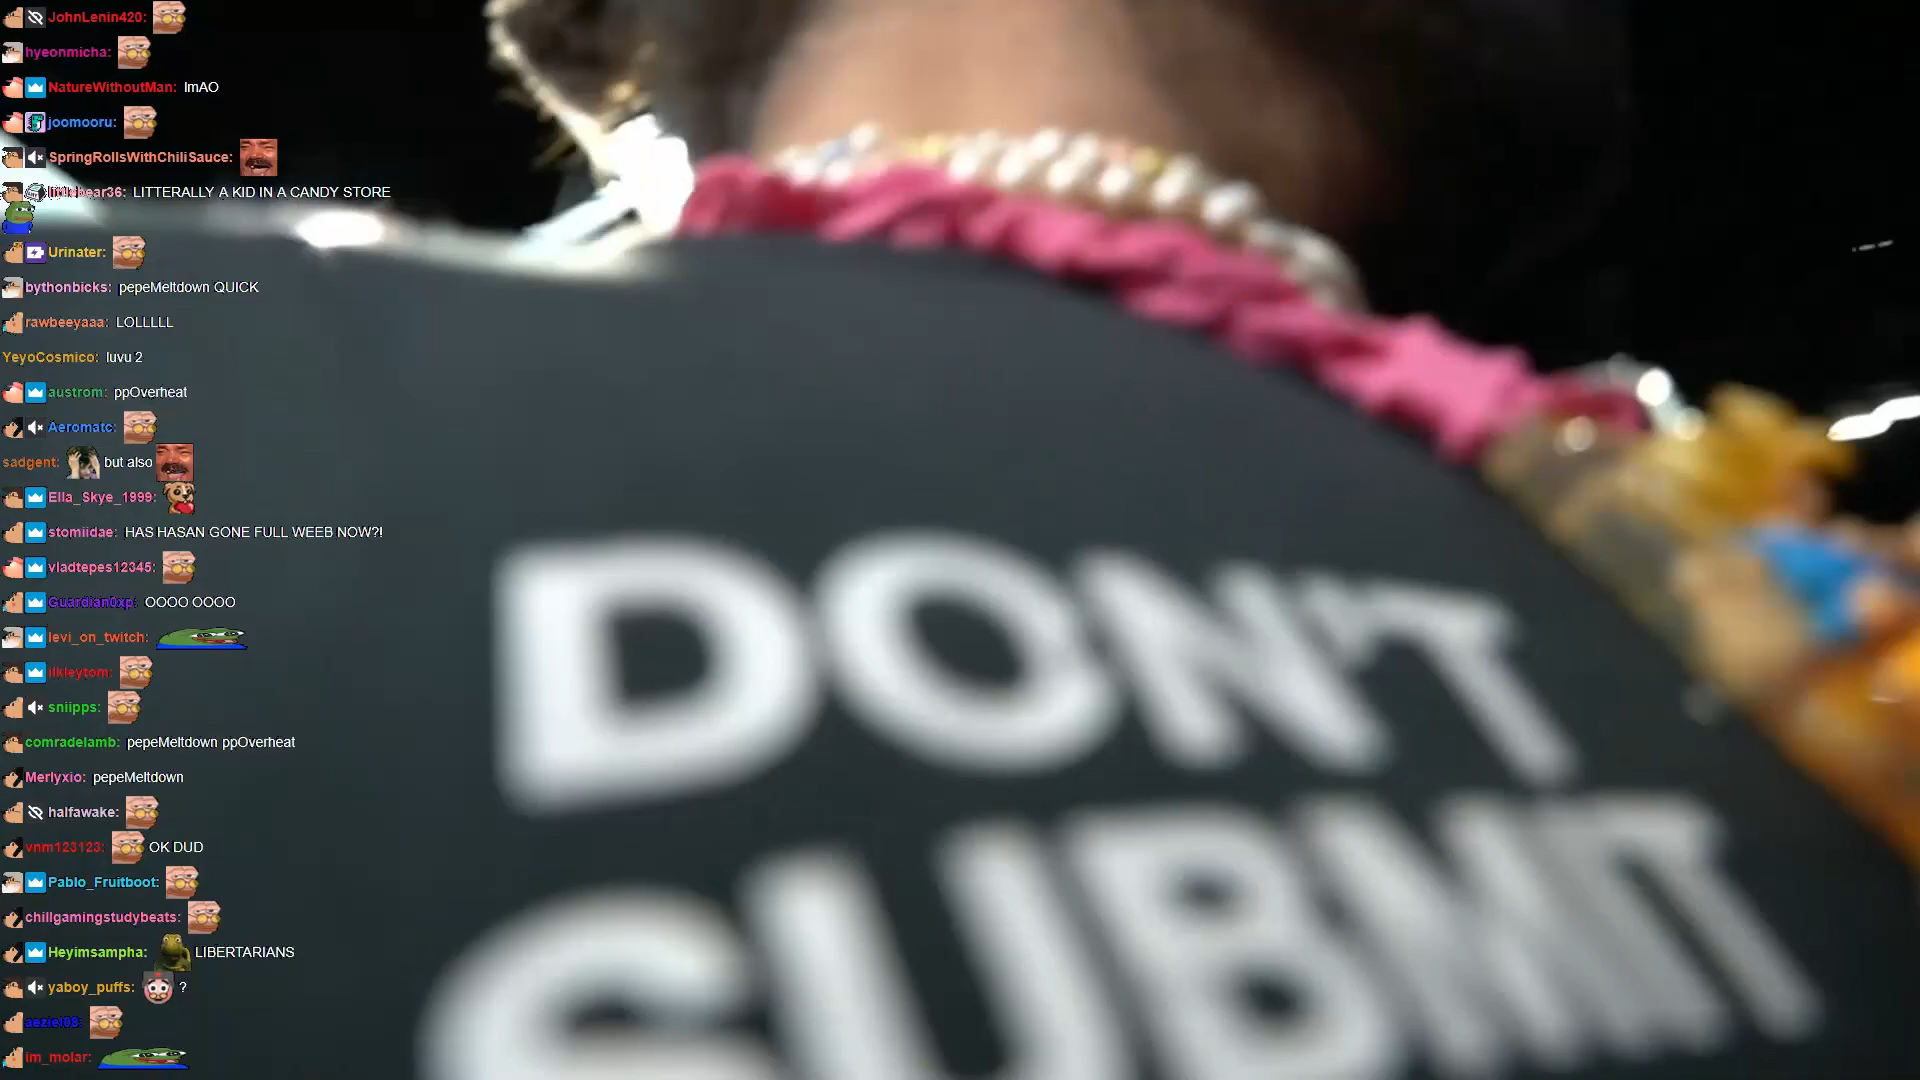 JohnLenin420:
hyeonmicha:
NatureWithoutMan: lmAO
joomooru:
SpringRollsWithChiliSauce:
littlebear36: LITTERALLY A KID IN A CANDY STORE
Urinater:
bythonbicks: pepeMeltdown QUICK
rawbeeyaaa: LOLLLLL
YeyoCosmico: luvu 2
austrom: ppOverheat
Aeromatc:
sadgent: but also
Ella_Skye_1999:
stomiidae: HAS HASAN GONE FULL WEEB NOW?!
vladtepes12345:
Guardian0xp: OOOO OOOO
levi_on_twitch:
ilkleytom:
sniipps:
comradelamb: pepeMeltdown ppOverheat
Merlyxio: pepeMeltdown
halfawake:
vnm123123: OK DUD
Pablo_Fruitboot:
chillgamingstudybeats:
Heyimsampha: LIBERTARIANS
yaboy_puffs: ?
aeziel08:
im_molar:
DON'T
SUBMIT